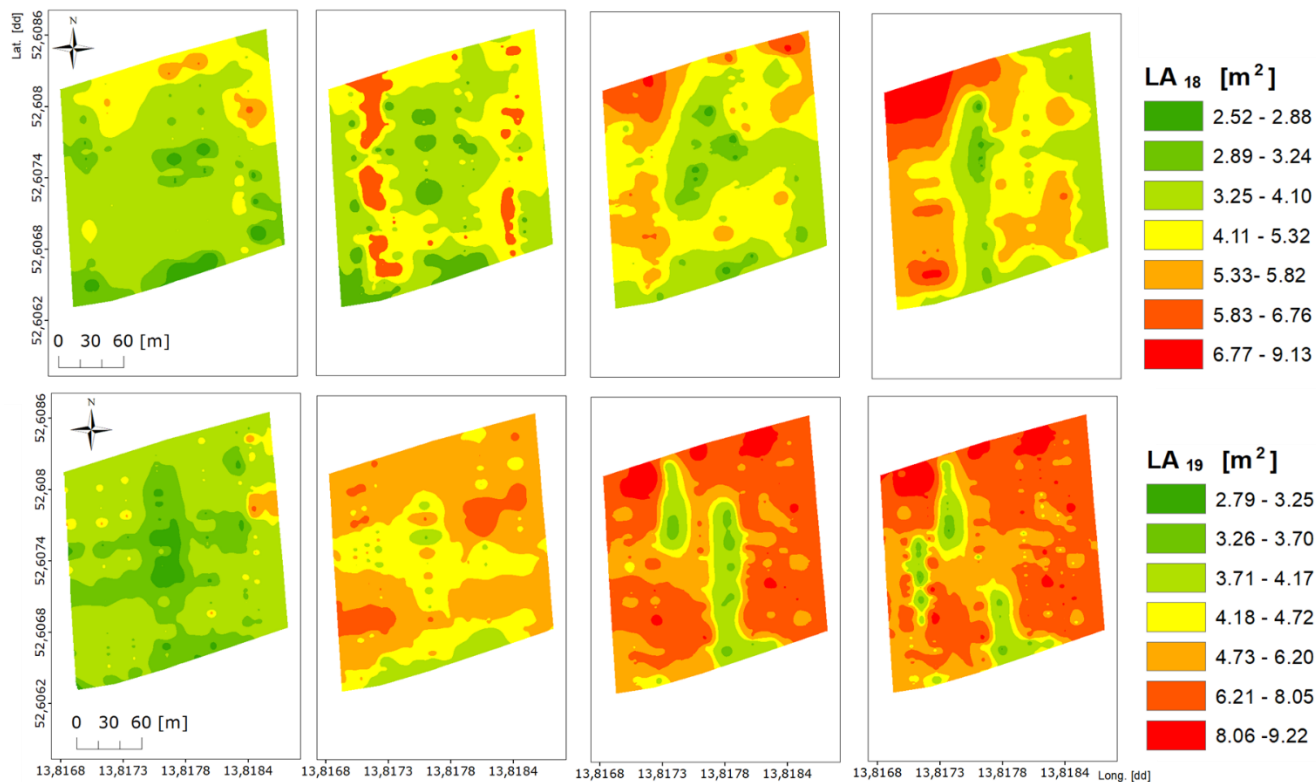 Lat. [dd]
52,6086
52,608
52,6074
52,6068
52,6062
N
0 30 60 [m]
LA 18 [m²]
2.52 - 2.88
2.89 - 3.24
3.25 - 4.10
4.11 - 5.32
5.33- 5.82
5.83 - 6.76
6.77 - 9.13
52,6086
52,608
52,6074
52,6068
52,6062
N
0 30 60 [m]
LA 19 [m²]
2.79 - 3.25
3.26 - 3.70
3.71 - 4.17
4.18 - 4.72
4.73 - 6.20
6.21 - 8.05
8.06 -9.22
13,8168 13,8173 13,8178 13,8184 13,8168 13,8173 13,8178 13,8184 13,8168 13,8173 13,8178 13,8184 13,8168 13,8173 13,8178 13,8184 Long. [dd]